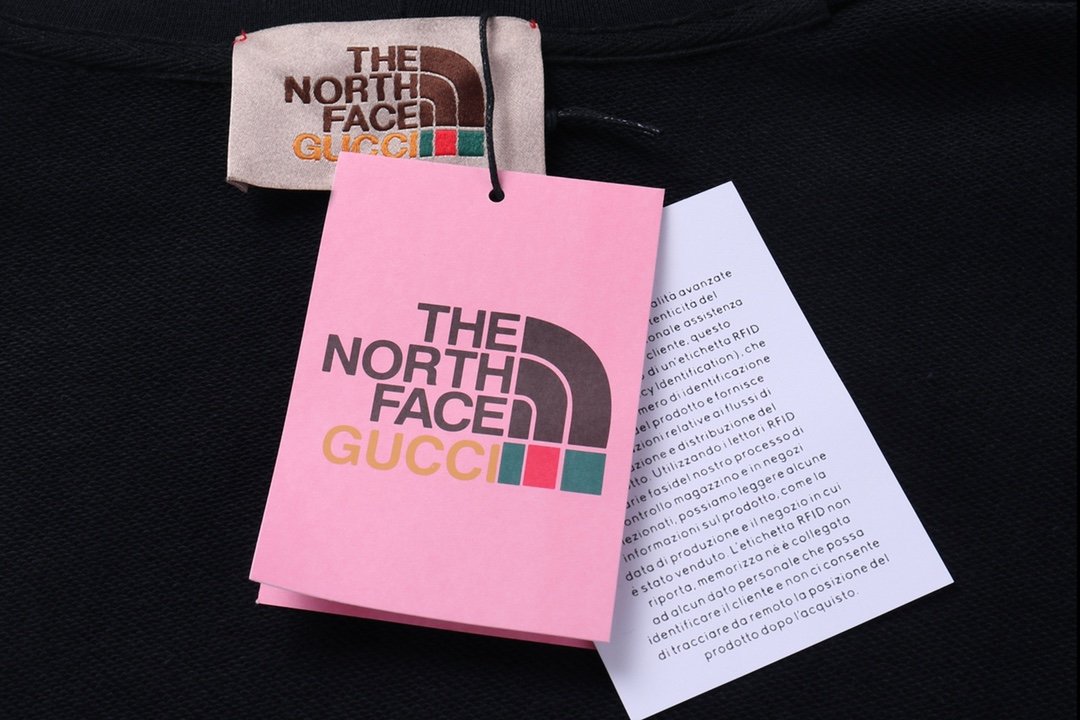 THE
NORTH
FACE
GUCCI
THE
NORTH
FACE
GUCCI
avanzate
del
assistenza
cliente, questo
di un'etichetta RFID
Identification), che
di identificazione
prodotto e fornisce
relative ai flussi di
e distribuzione del
Utilizzando i lettori RFID
fasi del nostro processo di
magazzino e in negozi
possiamo leggere alcune
informazioni sul prodotto, come la
data di produzione e il negozio in cui
è stato venduto. L'etichetta RFID non
riporta, memorizza né è collegata
ad alcun dato personale che possa
identificare il cliente e non ci consente
di tracciare da remoto la posizione del
prodotto dopo l'acquisto.